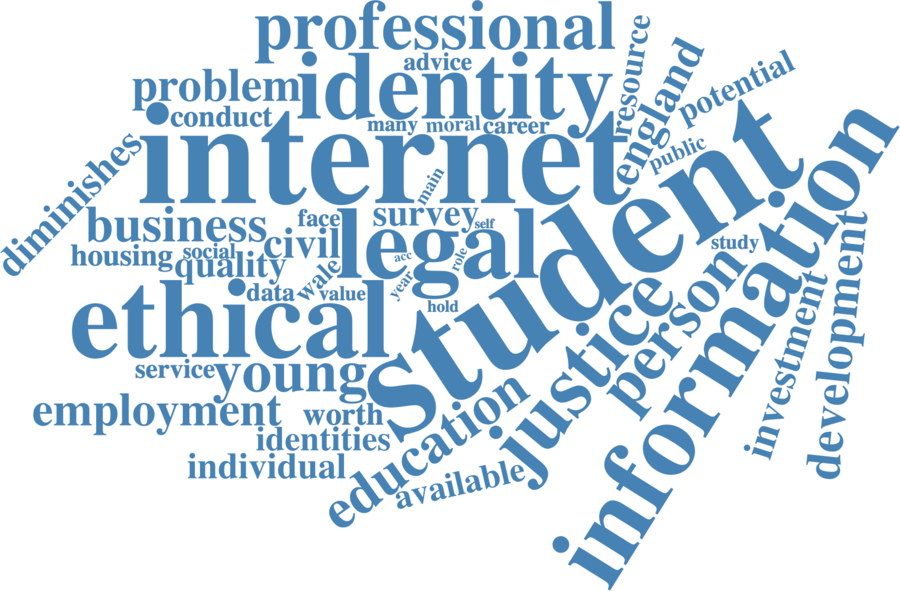 professional
advice
identity
problem
conduct
many
moral
career
internet
resource
england
potential
public
diminishes
main
business
face
survey
self
student
information
housing
social
civil
legal
quality
acc
role
study
wale
year
data
value
hold
ethical
person
justice
investment
development
service
young
employment
worth
identities
education
individual
available